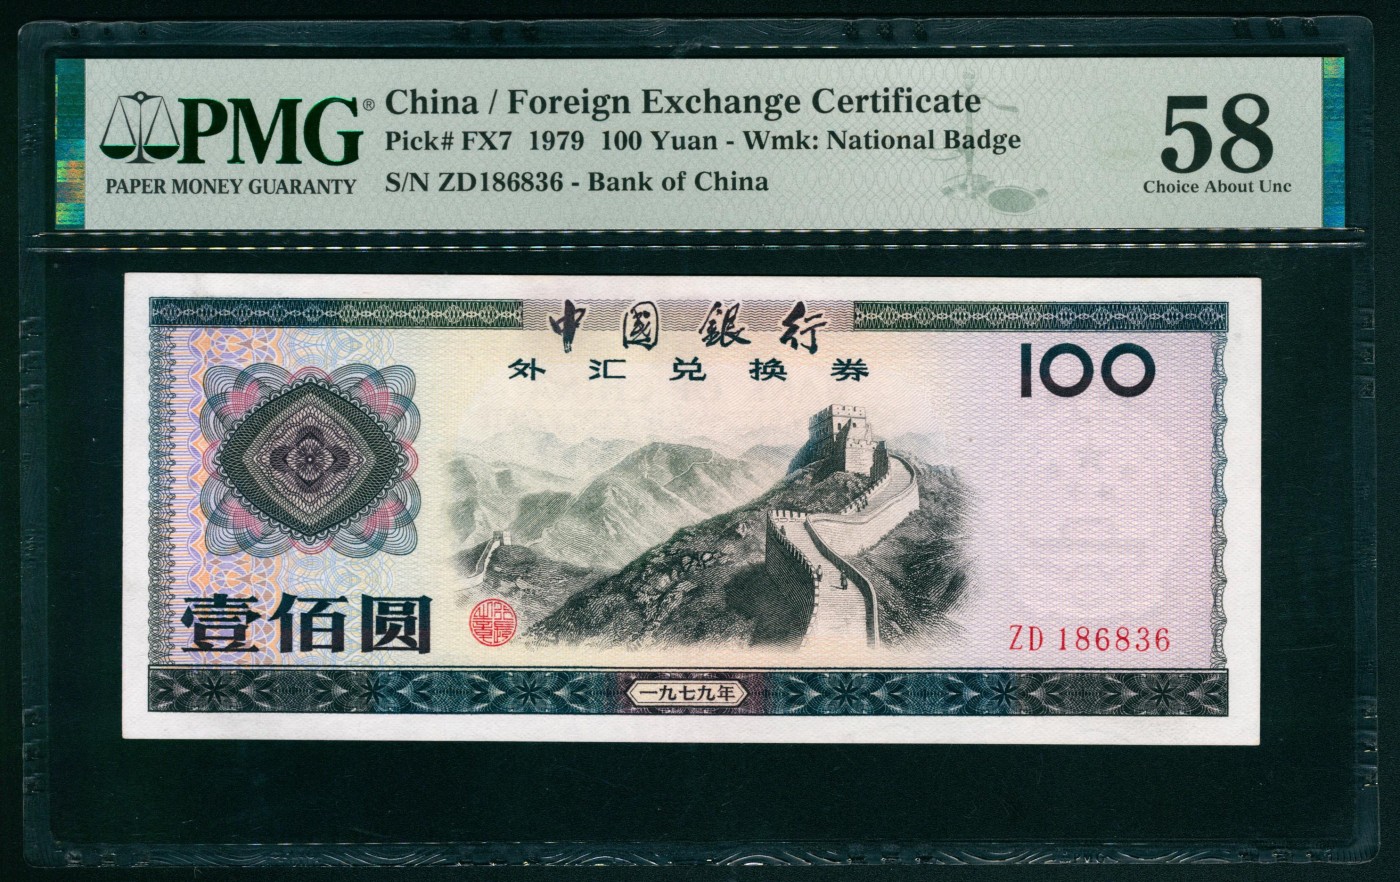 PMG®
PAPER MONEY GUARANTY
China / Foreign Exchange Certificate
Pick# FX7 1979 100 Yuan - Wmk: National Badge
S/N ZD186836 - Bank of China
58
Choice About Unc
中國銀行
外汇兑换券
100
壹佰圆
ZD 186836
一九七九年